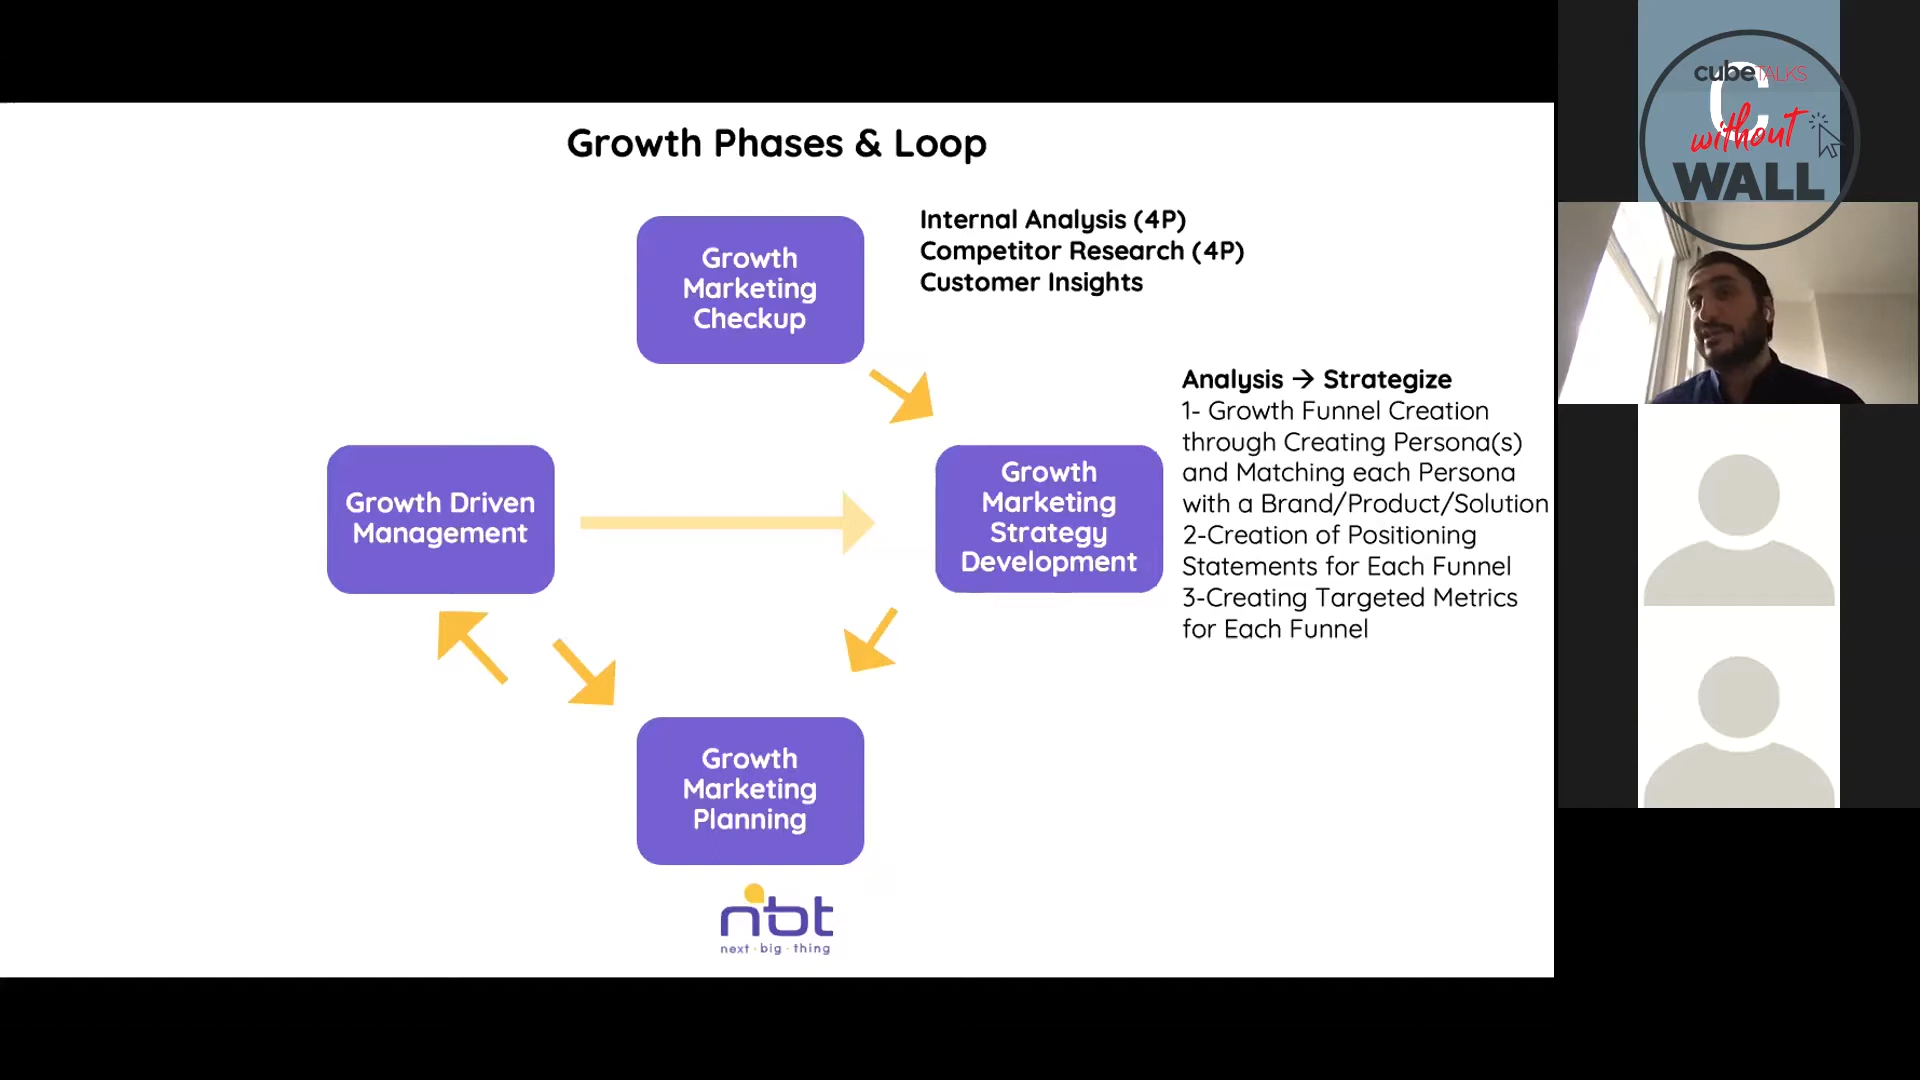 Growth Phases & Loop
Growth
Marketing
Checkup
Internal Analysis (4P)
Competitor Research (4P)
Customer Insights
Growth Driven
Management
Growth
Marketing
Strategy
Development
Analysis → Strategize
1- Growth Funnel Creation
through Creating Persona(s)
and Matching each Persona
with a Brand/Product/Solution
2-Creation of Positioning
Statements for Each Funnel
3-Creating Targeted Metrics
for Each Funnel
Growth
Marketing
Planning
nbt
next · big · thing
cubeTALKS
C
without
WALL